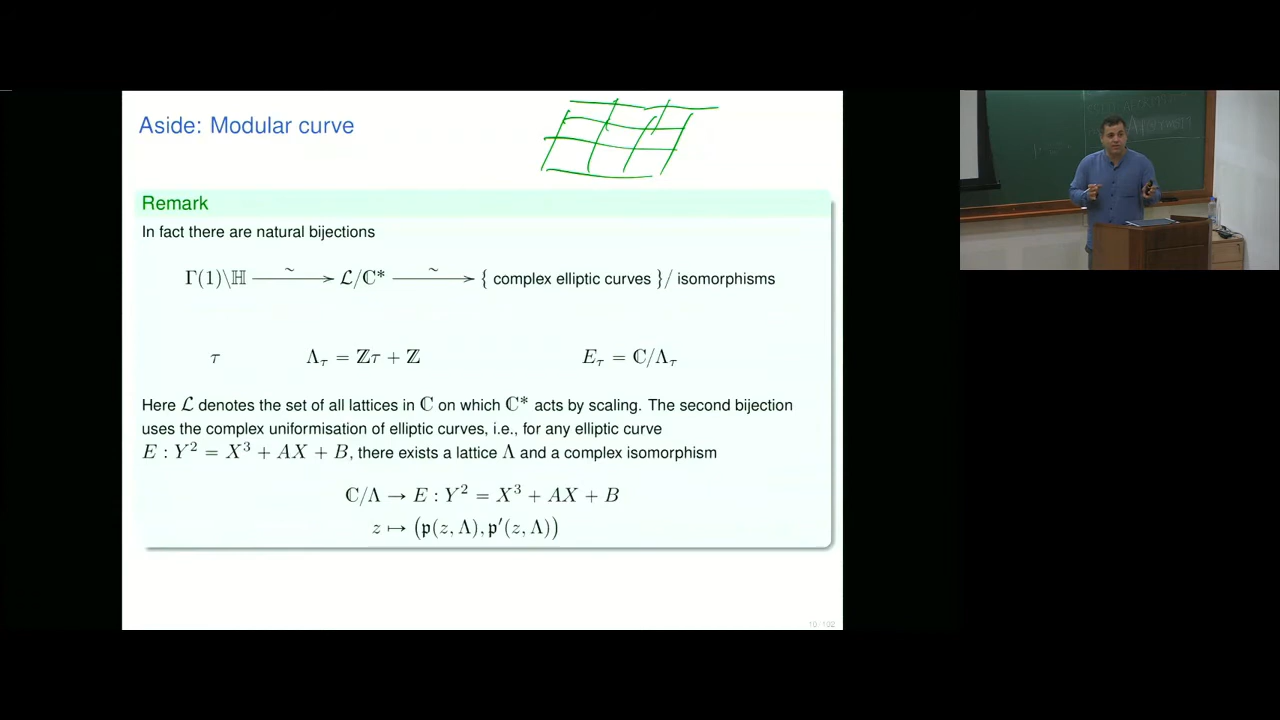 Aside: Modular curve
Remark
In fact there are natural bijections
Γ(1)\ℍ ∼→ ℒ/ℂ* ∼→ { complex elliptic curves }/ isomorphisms
τ Λ_τ = ℤτ + ℤ E_τ = ℂ/Λ_τ
Here ℒ denotes the set of all lattices in ℂ on which ℂ* acts by scaling. The second bijection
uses the complex uniformisation of elliptic curves, i.e., for any elliptic curve
E : Y² = X³ + AX + B, there exists a lattice Λ and a complex isomorphism
ℂ/Λ → E : Y² = X³ + AX + B
z ↦ (𝔭(z, Λ), 𝔭′(z, Λ))
10 / 102